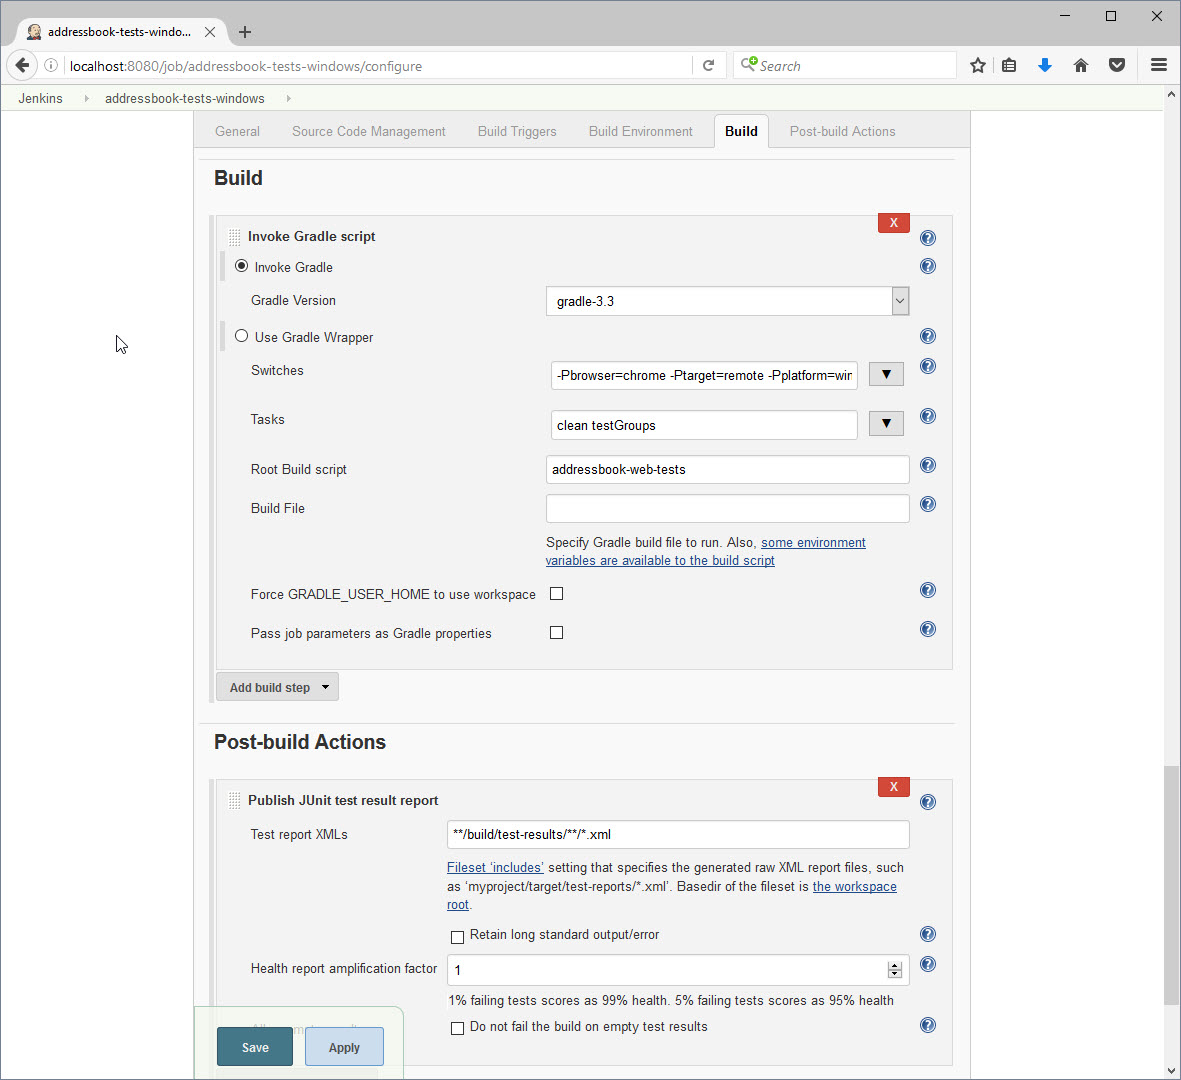 addressbook-tests-windo...
localhost:8080/job/addressbook-tests-windows/configure
Search
Jenkins
addressbook-tests-windows
General
Source Code Management
Build Triggers
Build Environment
Build
Post-build Actions
Build
X
Invoke Gradle script
Invoke Gradle
Gradle Version
gradle-3.3
Use Gradle Wrapper
Switches
-Pbrowser=chrome -Ptarget=remote -Pplatform=win
Tasks
clean testGroups
Root Build script
addressbook-web-tests
Build File
Specify Gradle build file to run. Also, some environment
variables are available to the build script
Force GRADLE_USER_HOME to use workspace
Pass job parameters as Gradle properties
Add build step
Post-build Actions
X
Publish JUnit test result report
Test report XMLs
**/build/test-results/**/*.xml
Fileset ‘includes’ setting that specifies the generated raw XML report files, such
as ‘myproject/target/test-reports/*.xml’. Basedir of the fileset is the workspace
root.
Retain long standard output/error
Health report amplification factor
1
1% failing tests scores as 99% health. 5% failing tests scores as 95% health
Do not fail the build on empty test results
Save
Apply